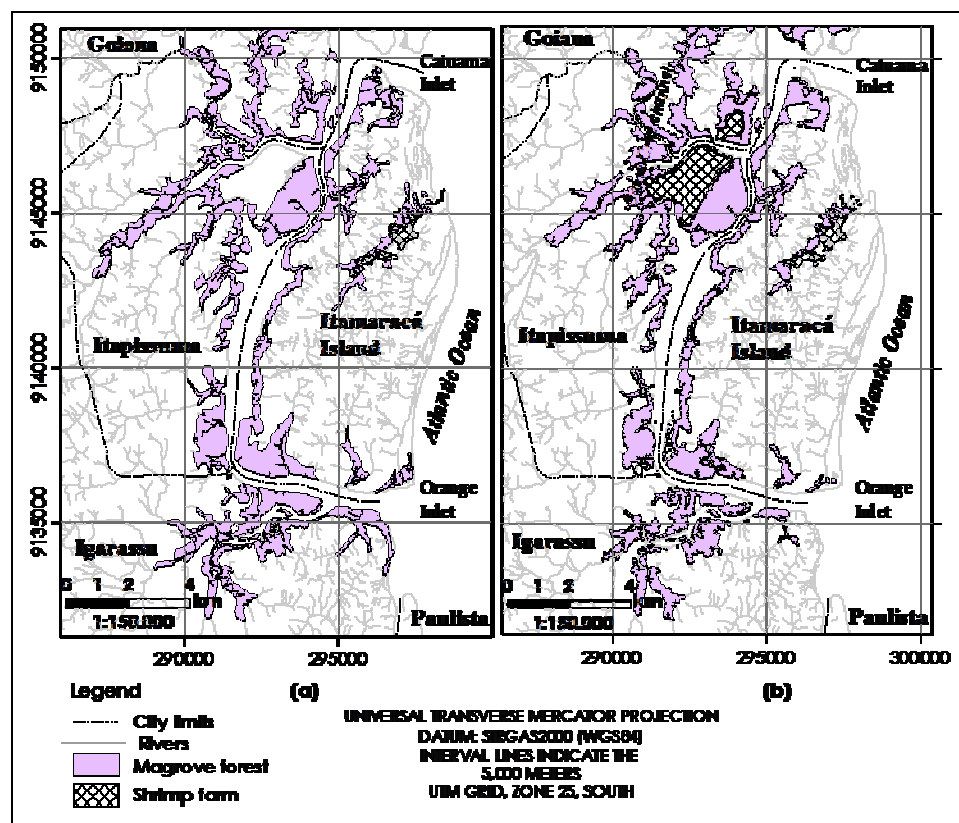 Goiana
Catuama
Inlet
9150000
9145000
9140000
9135000
Itapissuma
Itamaracá
Island
Atlantic Ocean
Orange
Inlet
Igarassu
0 1 2 4
km
1:150.000
Paulista
290000 295000
Goiana
Catuama
Inlet
Itapissuma
Itamaracá
Island
Atlantic Ocean
Orange
Inlet
Igarassu
0 1 2 4
km
1:150.000
Paulista
290000 295000 300000
Legend
(a)
(b)
City limits
Rivers
Magrove forest
Shrimp farm
UNIVERSAL TRANSVERSE MERCATOR PROJECTION
DATUM: SIRGAS2000 (WGS84)
INTERVAL LINES INDICATE THE
5,000 METERS
UTM GRID, ZONE 25, SOUTH